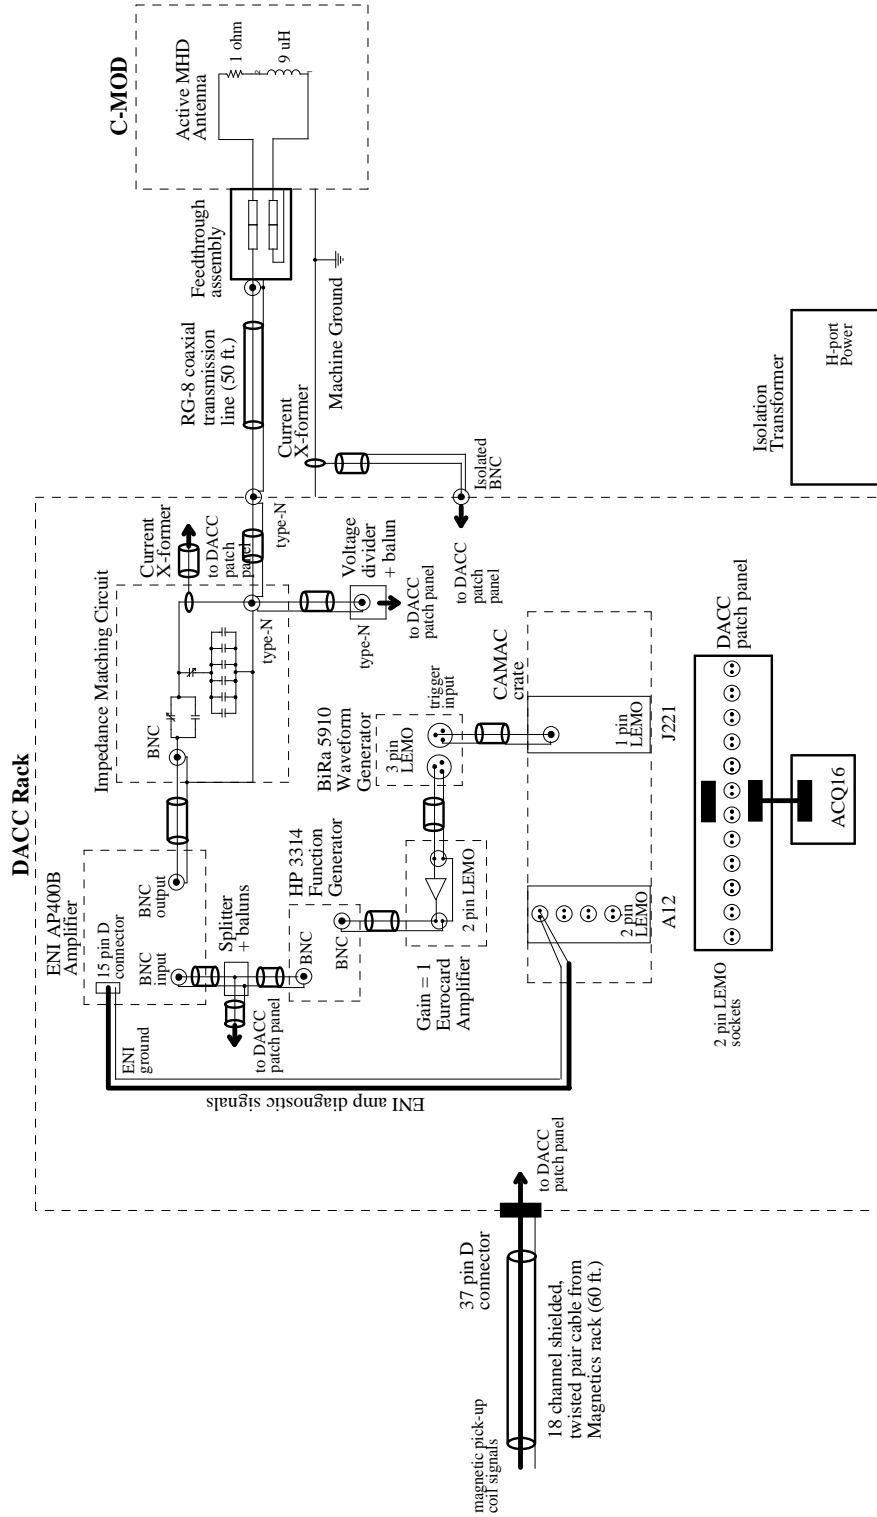 DACC Rack
C-MOD
Active MHD
Antenna
1 ohm
9 uH
2
1
Feedthrough
assembly
RG-8 coaxial
transmission
line (50 ft.)
Machine Ground
Current
X-former
Isolated
BNC
to DACC
patch
panel
type-N
Current
X-former
to DACC
patch
panel
Impedance Matching Circuit
BNC
type-N
type-N
Voltage
divider
+ balun
to DACC
patch panel
ENI AP400B
Amplifier
15 pin D
connector
BNC
input
BNC
output
ENI
ground
ENI amp diagnostic signals
Splitter
+ baluns
to DACC
patch panel
HP 3314
Function
Generator
BNC
BNC
BiRa 5910
Waveform
Generator
3 pin
LEMO
trigger
input
Gain = 1
Eurocard
Amplifier
2 pin LEMO
CAMAC
crate
1 pin
LEMO
J221
2 pin
LEMO
A12
DACC
patch panel
2 pin LEMO
sockets
ACQ16
Isolation
Transformer
H-port
Power
37 pin D
connector
to DACC
patch panel
magnetic pick-up
coil signals
18 channel shielded,
twisted pair cable from
Magnetics rack (60 ft.)